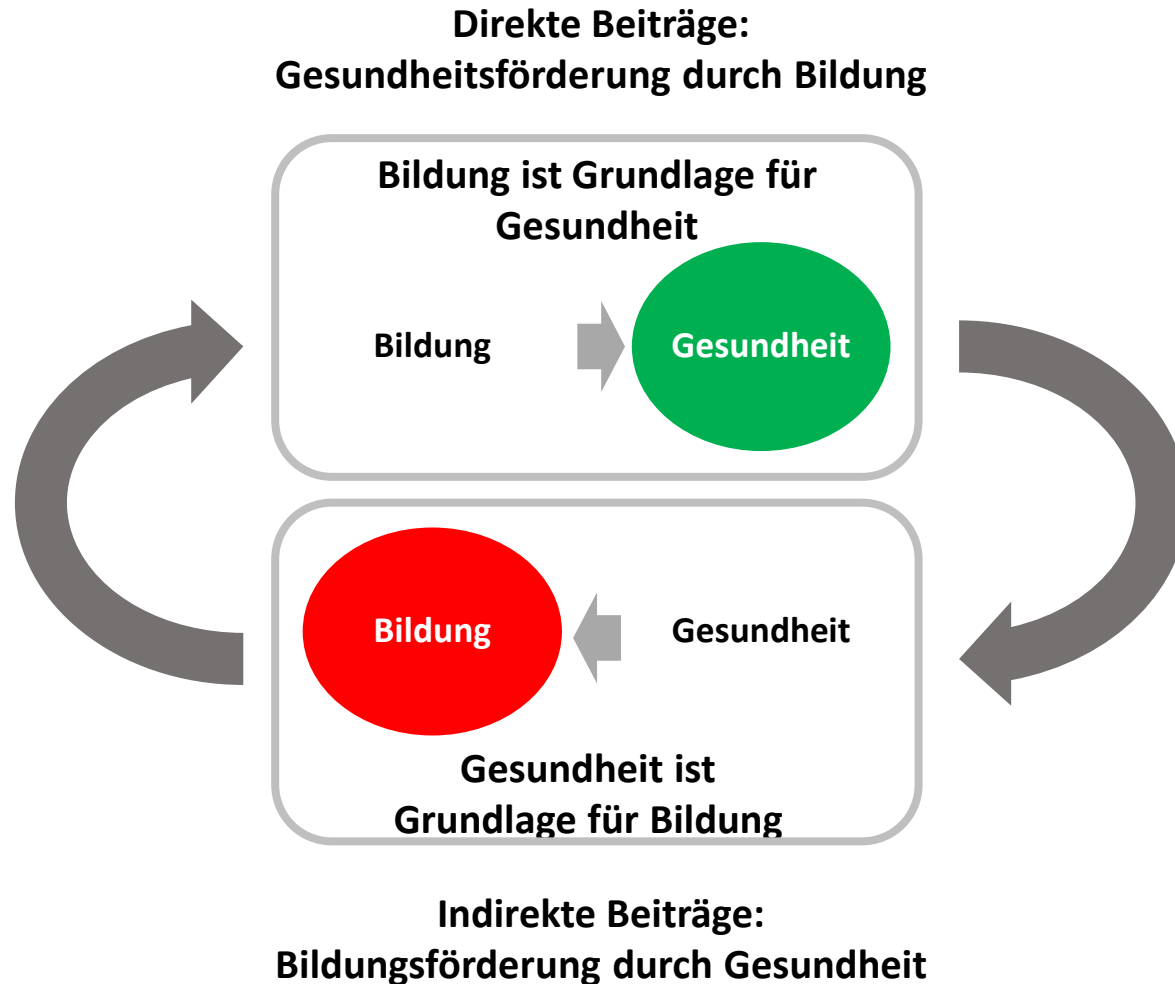 Direkte Beiträge:
Gesundheitsförderung durch Bildung
Bildung ist Grundlage für
Gesundheit
Bildung
Gesundheit
Bildung
Gesundheit
Gesundheit ist
Grundlage für Bildung
Indirekte Beiträge:
Bildungsförderung durch Gesundheit